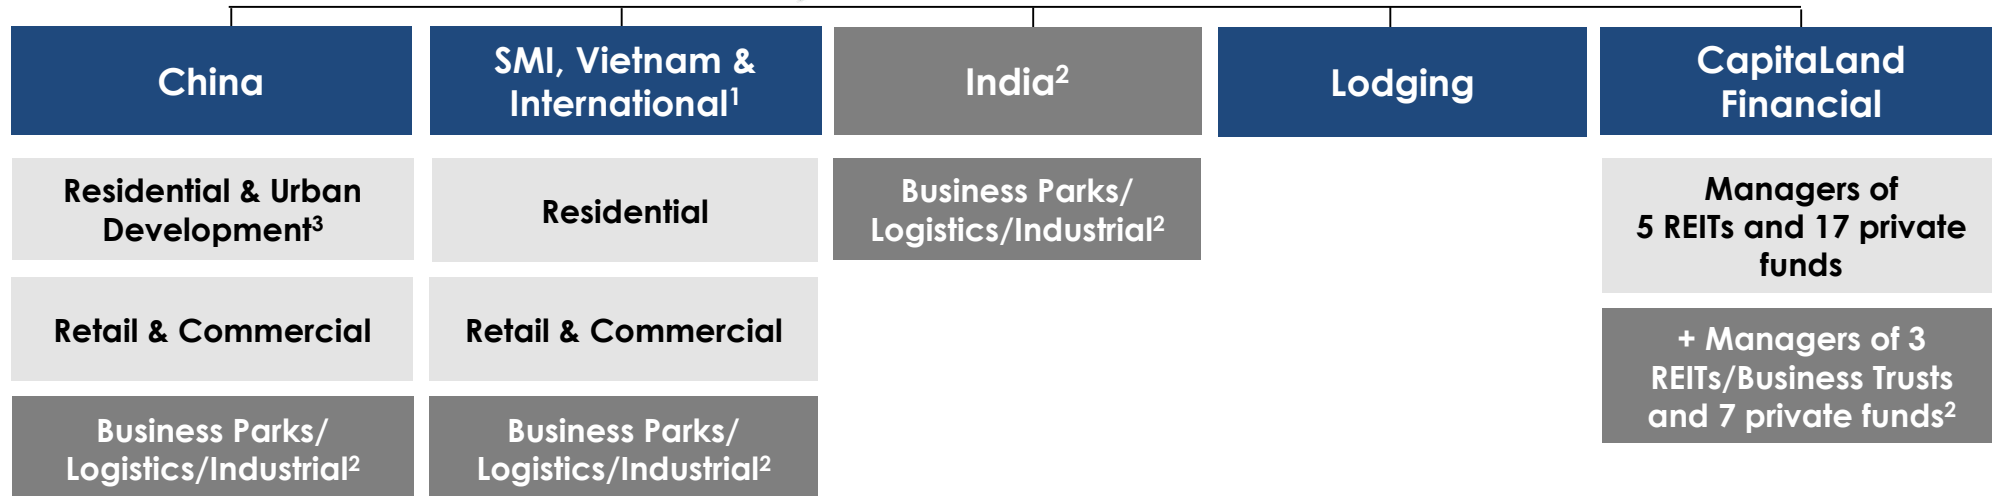 China
SMI, Vietnam &
International1
India2
Lodging
CapitaLand
Financial
Residential & Urban
Development3
Residential
Business Parks/
Logistics/Industrial2
Managers of
5 REITs and 17 private
funds
Retail & Commercial
Retail & Commercial
+ Managers of 3
REITs/Business Trusts
and 7 private funds2
Business Parks/
Logistics/Industrial2
Business Parks/
Logistics/Industrial2